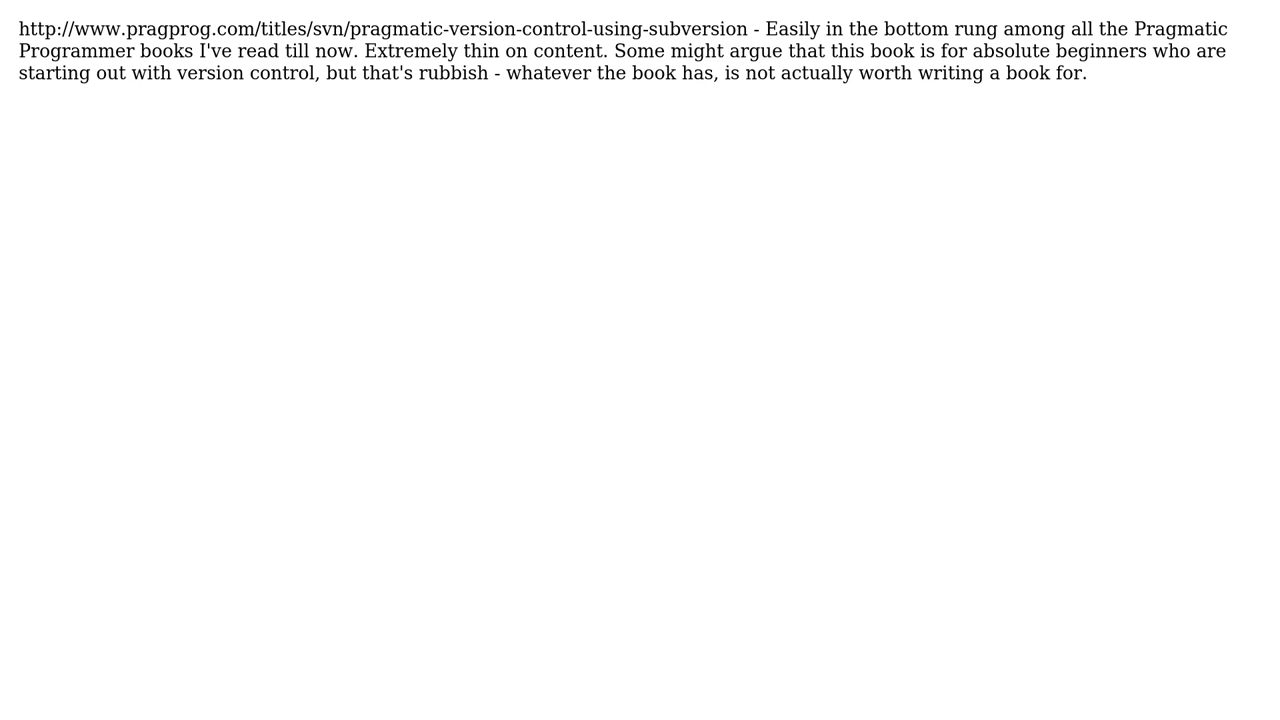 http://www.pragprog.com/titles/svn/pragmatic-version-control-using-subversion - Easily in the bottom rung among all the Pragmatic
Programmer books I've read till now. Extremely thin on content. Some might argue that this book is for absolute beginners who are
starting out with version control, but that's rubbish - whatever the book has, is not actually worth writing a book for.